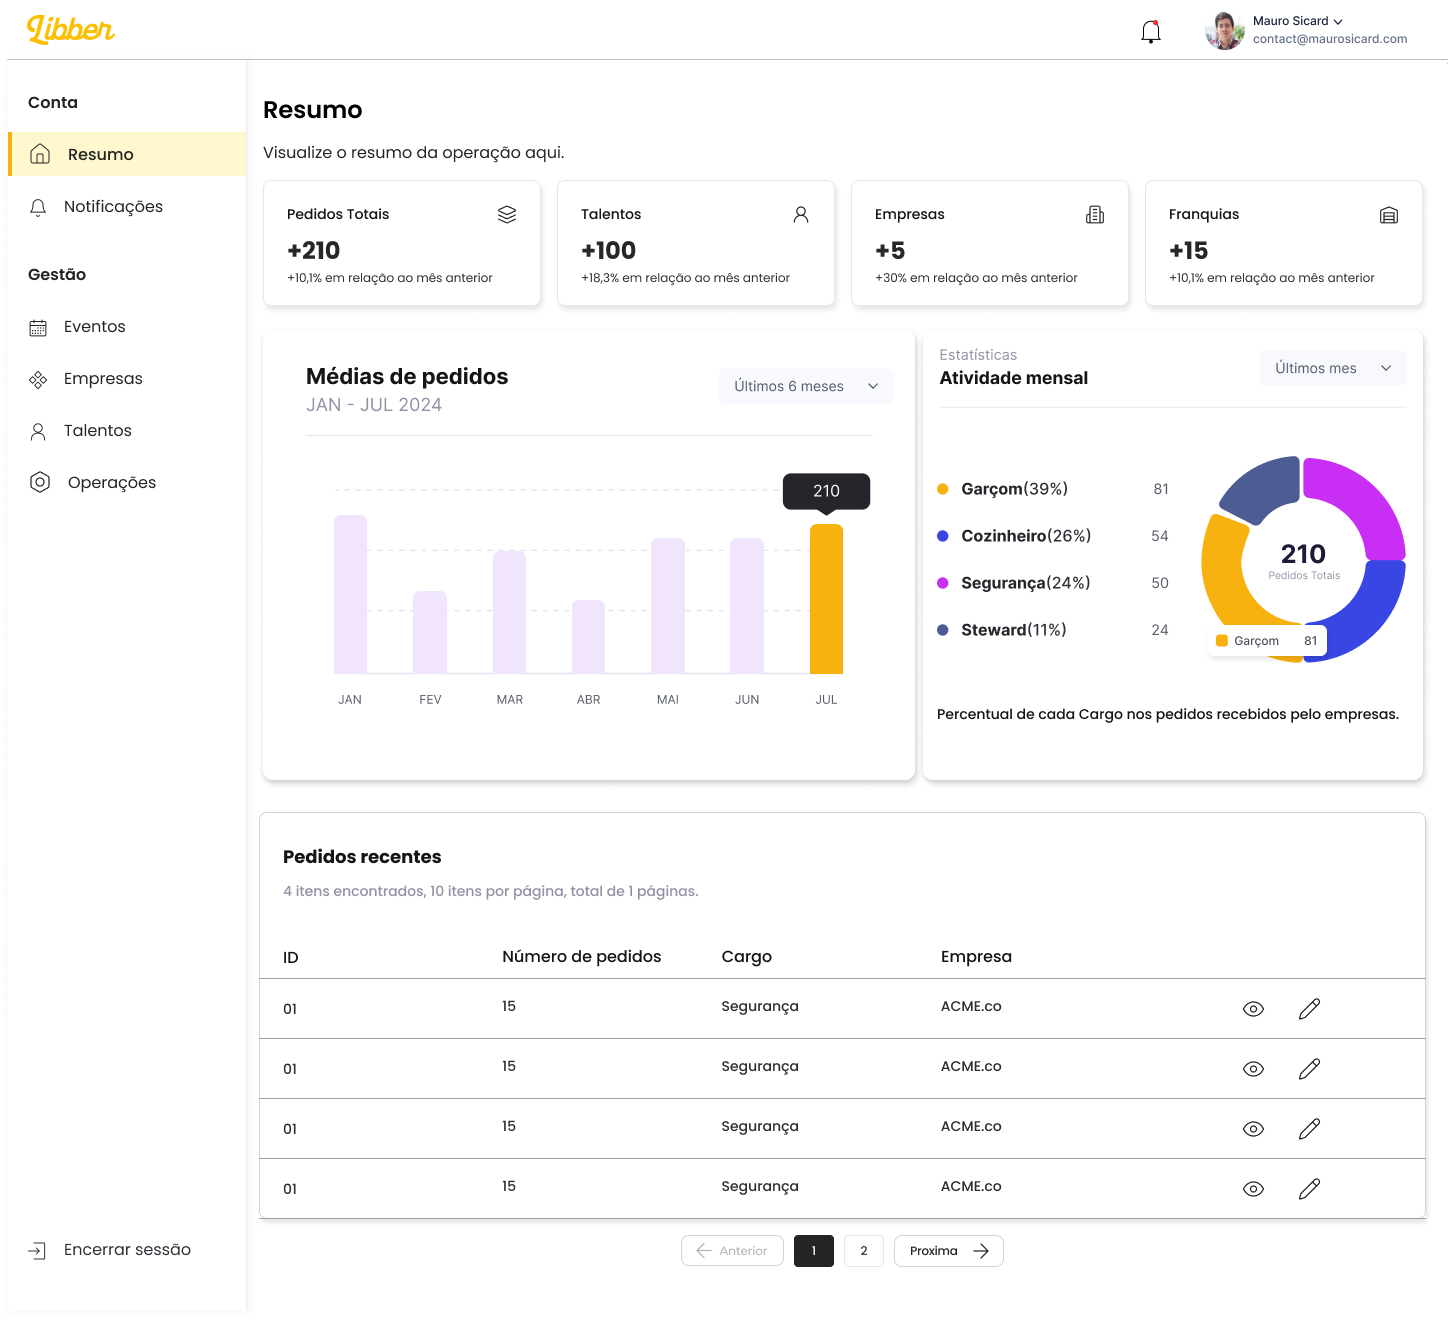 Libber
Mauro Sicard
contact@maurosicard.com
Conta
Resumo
Notificações
Gestão
Eventos
Empresas
Talentos
Operações
Encerrar sessão
Resumo
Visualize o resumo da operação aqui.
Pedidos Totais
+210
+10,1% em relação ao mês anterior
Talentos
+100
+18,3% em relação ao mês anterior
Empresas
+5
+30% em relação ao mês anterior
Franquias
+15
+10,1% em relação ao mês anterior
Médias de pedidos
JAN - JUL 2024
Últimos 6 meses
210
JAN FEV MAR ABR MAI JUN JUL
Estatísticas
Atividade mensal
Últimos mes
Garçom(39%) 81
Cozinheiro(26%) 54
Segurança(24%) 50
Steward(11%) 24
210
Pedidos Totais
Garçom 81
Percentual de cada Cargo nos pedidos recebidos pelo empresas.
Pedidos recentes
4 itens encontrados, 10 itens por página, total de 1 páginas.
ID Número de pedidos Cargo Empresa
01 15 Segurança ACME.co
01 15 Segurança ACME.co
01 15 Segurança ACME.co
01 15 Segurança ACME.co
Anterior 1 2 Proxima